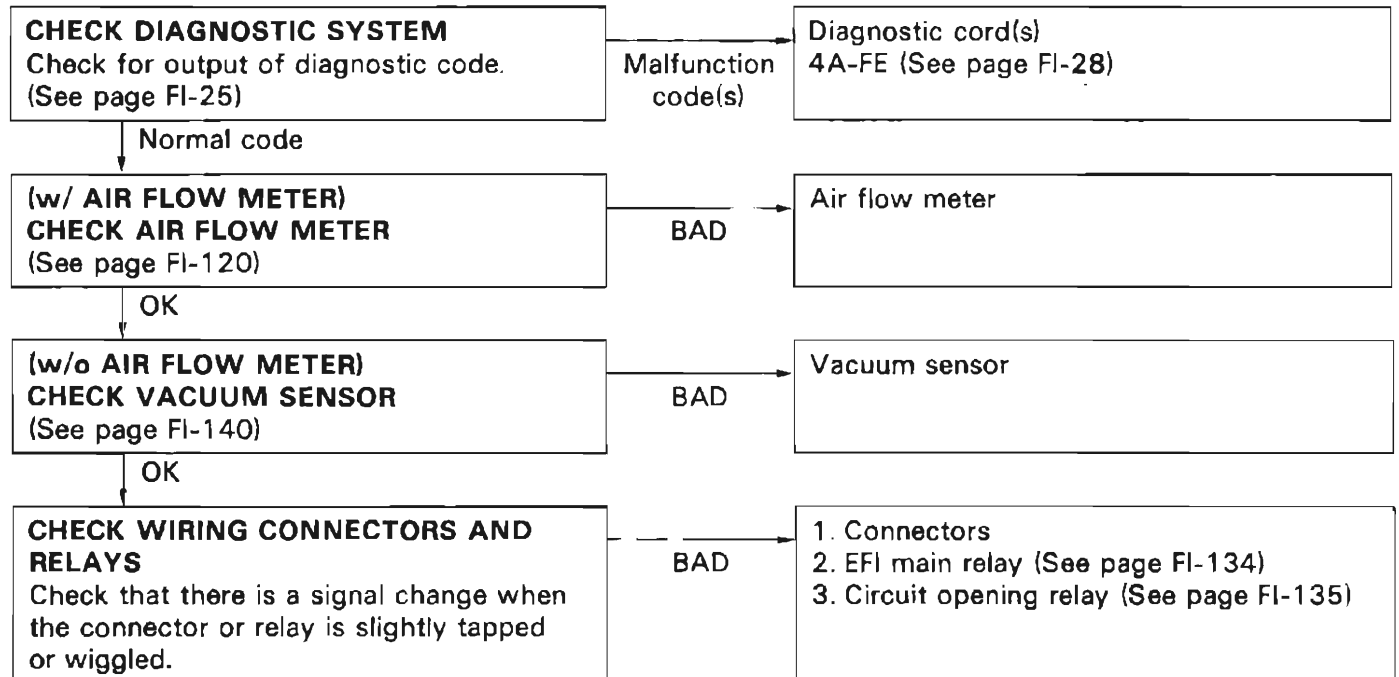 CHECK DIAGNOSTIC SYSTEM
Check for output of diagnostic code.
(See page FI-25)
Malfunction
code(s)
Diagnostic cord(s)
4A-FE (See page FI-28)
Normal code
(w/ AIR FLOW METER)
CHECK AIR FLOW METER
(See page FI-120)
BAD
Air flow meter
OK
(w/o AIR FLOW METER)
CHECK VACUUM SENSOR
(See page FI-140)
BAD
Vacuum sensor
OK
CHECK WIRING CONNECTORS AND
RELAYS
Check that there is a signal change when
the connector or relay is slightly tapped
or wiggled.
BAD
1. Connectors
2. EFI main relay (See page FI-134)
3. Circuit opening relay (See page FI-135)